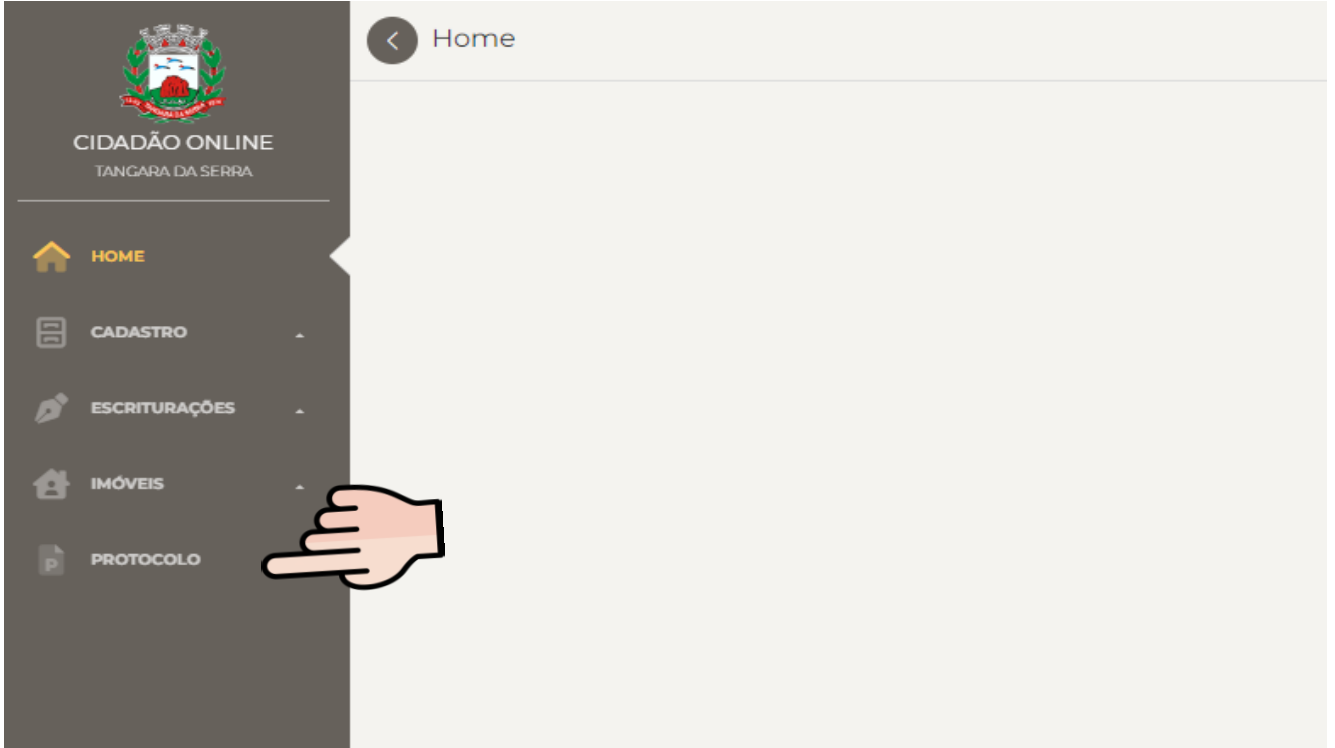 Home
CIDADÃO ONLINE
TANGARA DA SERRA
HOME
CADASTRO
ESCRITURAÇÕES
IMÓVEIS
P
PROTOCOLO